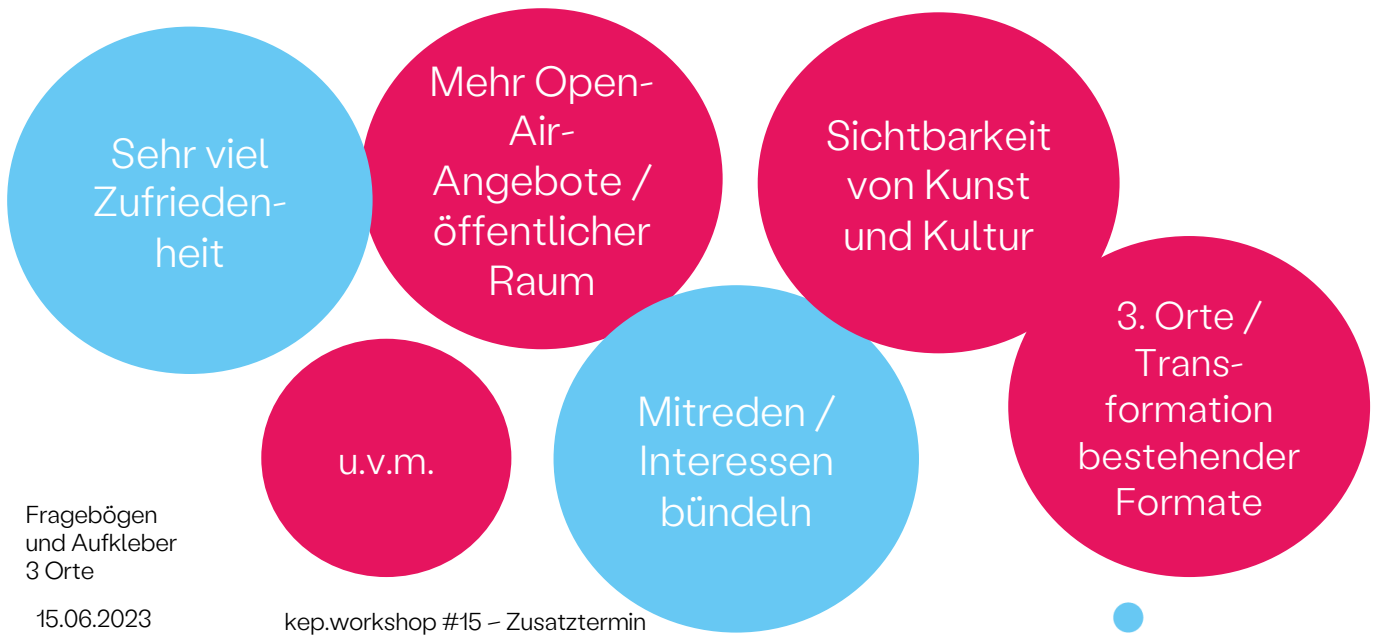 Sehr viel
Zufrieden-
heit
Mehr Open-
Air-
Angebote /
öffentlicher
Raum
Sichtbarkeit
von Kunst
und Kultur
3. Orte /
Trans-
formation
bestehender
Formate
u.v.m.
Mitreden /
Interessen
bündeln
Fragebögen
und Aufkleber
3 Orte
15.06.2023
kep.workshop #15 – Zusatztermin